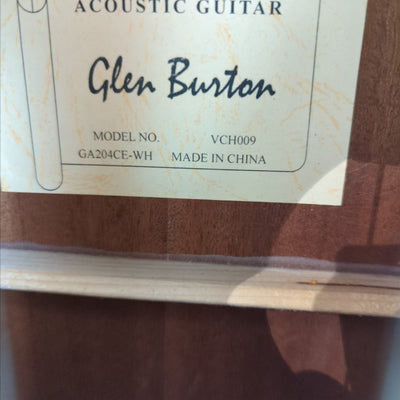 ACOUSTIC GUITAR
Glen Burton
MODEL NO. VCH009
GA204CE-WH MADE IN CHINA